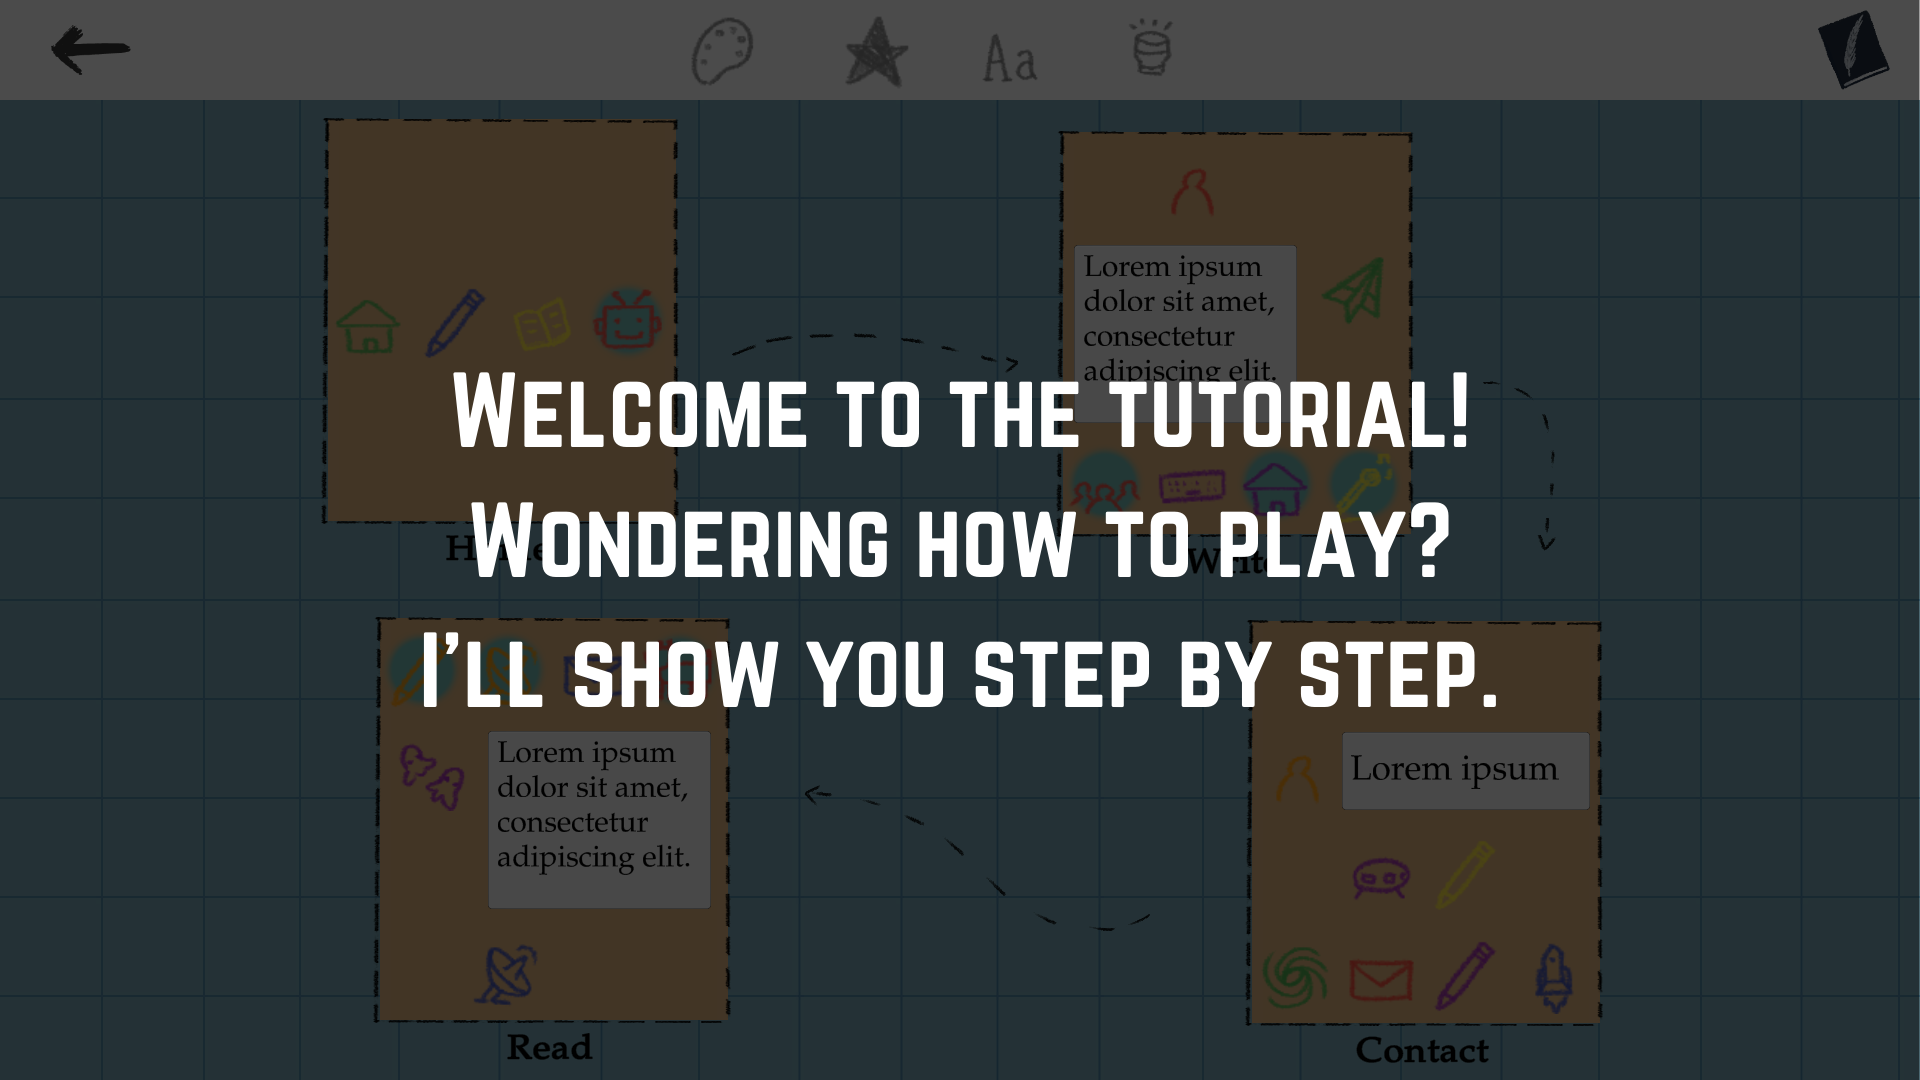 Aa
Lorem ipsum
dolor sit amet,
consectetur
adipiscing elit.
WELCOME TO THE TUTORIAL!
WONDERING HOW TO PLAY?
I'LL SHOW YOU STEP BY STEP.
Write
Lorem ipsum
dolor sit amet,
consectetur
adipiscing elit.
Lorem ipsum
Read
Contact